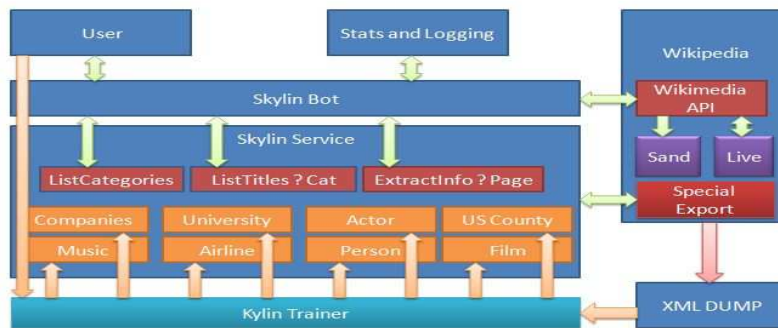 User
Stats and Logging
Wikipedia
Skylin Bot
Wikimedia
API
Skylin Service
Sand
Live
ListCategories
ListTitles ? Cat
ExtractInfo ? Page
Special
Export
Companies
University
Actor
US County
Music
Airline
Person
Film
Kylin Trainer
XML DUMP